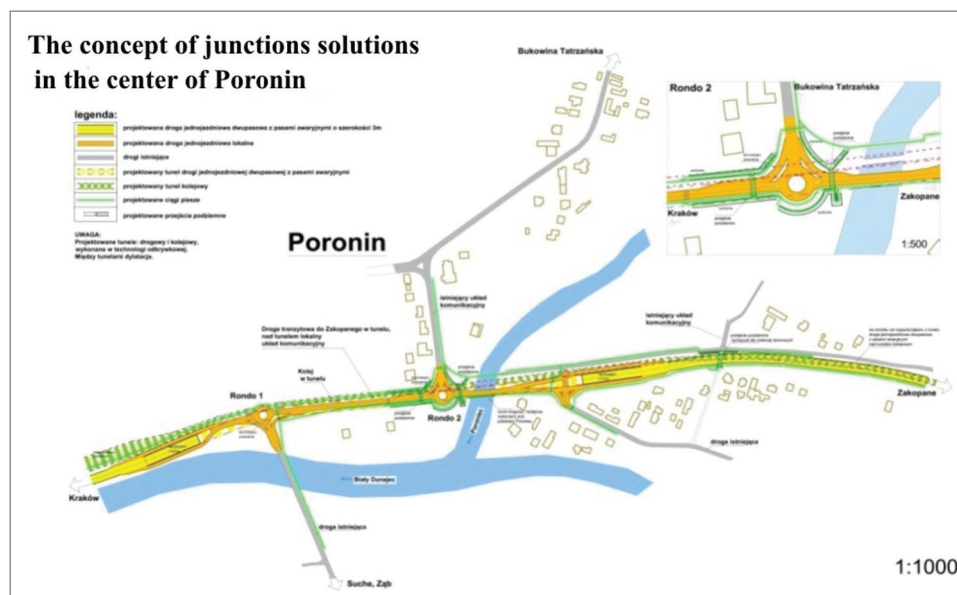 The concept of junctions solutions
in the center of Poronin
legenda:
projektowana droga jednojezdniowa dwupasowa z pasami awaryjnymi o szerokości 3m
projektowana droga jednojezdniowa lokalna
drogi istniejące
projektowany tunel drogi jednojezdniowej dwupasowej z pasami awaryjnymi
projektowany tunel kolejowy
projektowane ciągi piesze
projektowane przejścia podziemne
UWAGA:
Projektowane tunele: drogowy i kolejowy,
wykonane w technologi odkrywkowej.
Między tunelami dylatacja.
Bukowina Tatrzańska
Rondo 2
Bukowina Tatrzańska
Zakopane
Kraków
1:500
Poronin
istniejący układ
komunikacyjny
istniejący układ
komunikacyjny
Droga tranzytowa do Zakopanego w tunelu,
nad tunelem lokalny
układ komunikacyjny
Kolej
w tunelu
Rondo 1
Rondo 2
Poroniec
Zakopane
droga istniejąca
Kraków
Biały Dunajec
droga istniejąca
Suche, Ząb
1:1000